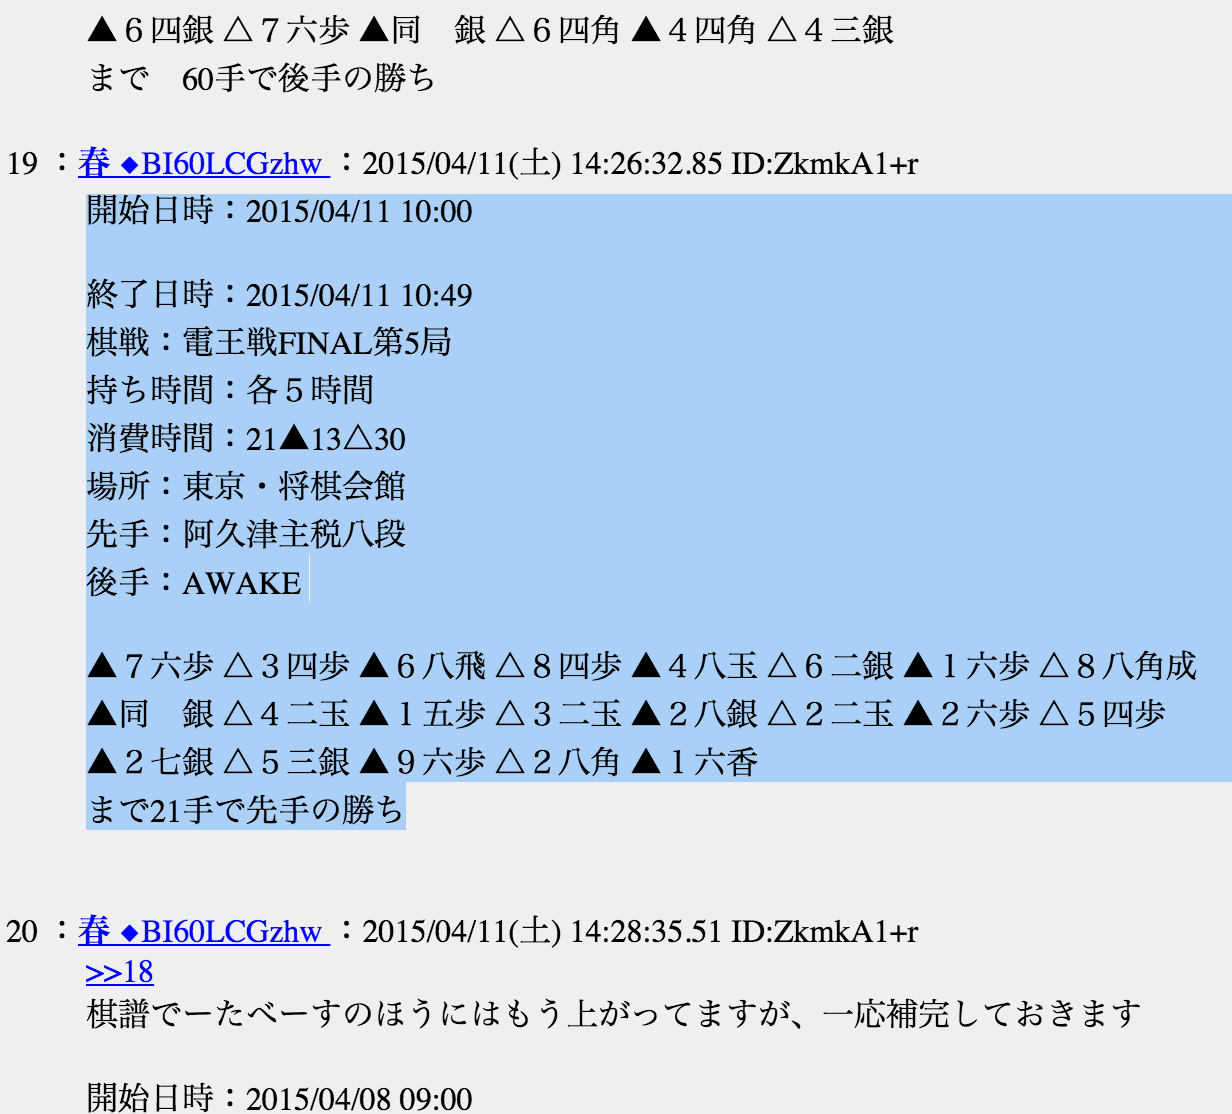 ▲６四銀 △７六歩 ▲同　銀 △６四角 ▲４四角 △４三銀
まで　60手で後手の勝ち
19 ：春 ◆BI60LCGzhw ：2015/04/11(土) 14:26:32.85 ID:ZkmkA1+r
開始日時：2015/04/11 10:00
終了日時：2015/04/11 10:49
棋戦：電王戦FINAL第5局
持ち時間：各５時間
消費時間：21▲13△30
場所：東京・将棋会館
先手：阿久津主税八段
後手：AWAKE
▲７六歩 △３四歩 ▲６八飛 △８四歩 ▲４八玉 △６二銀 ▲１六歩 △８八角成
▲同　銀 △４二玉 ▲１五歩 △３二玉 ▲２八銀 △２二玉 ▲２六歩 △５四歩
▲２七銀 △５三銀 ▲９六歩 △２八角 ▲１六香
まで21手で先手の勝ち
20 ：春 ◆BI60LCGzhw ：2015/04/11(土) 14:28:35.51 ID:ZkmkA1+r
>>18
棋譜でーたべーすのほうにはもう上がってますが、一応補完しておきます
開始日時：2015/04/08 09:00